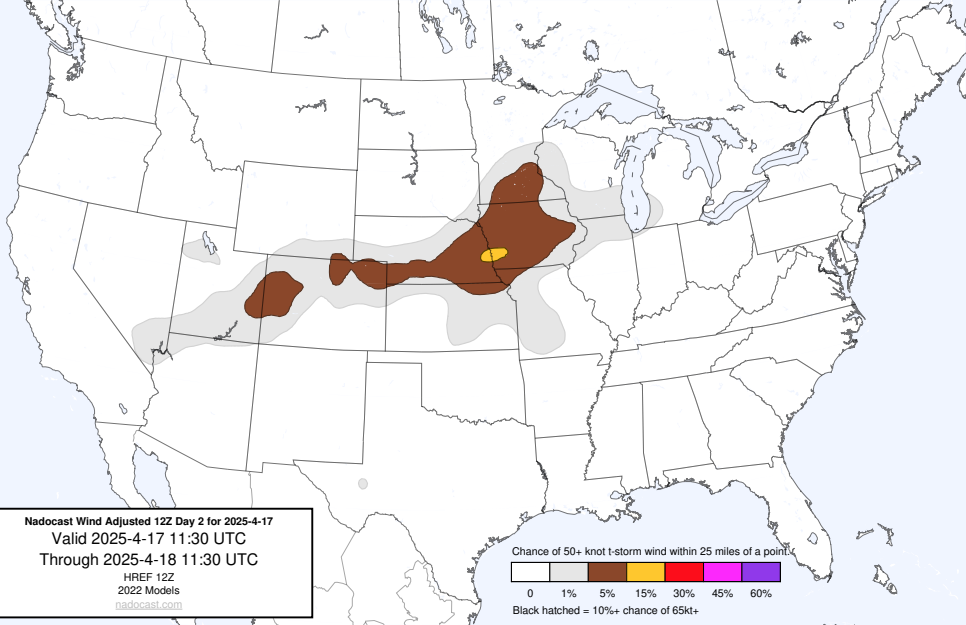 Nadocast Wind Adjusted 12Z Day 2 for 2025-4-17
Valid 2025-4-17 11:30 UTC
Through 2025-4-18 11:30 UTC
HREF 12Z
2022 Models
nadocast.com
Chance of 50+ knot t-storm wind within 25 miles of a point.
0 1% 5% 15% 30% 45% 60%
Black hatched = 10%+ chance of 65kt+